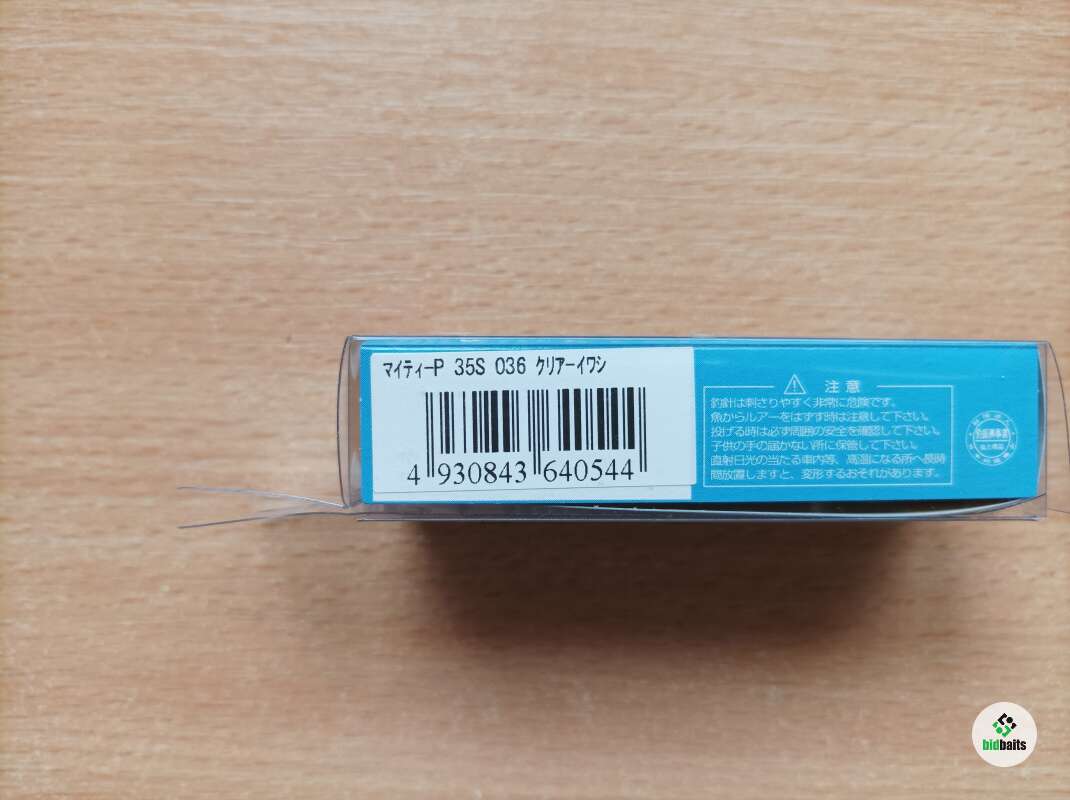 マイティーP 35S 036 クリアーイワシ
4 930843 640544
注意
釣針は刺さりやすく非常に危険です。
魚からルアーをはずす時は注意して下さい。
投げる時は必ず周囲の安全を確認して下さい。
子供の手の届かない所に保管して下さい。
直射日光の当たる車内等、高温になる所へ長時
間放置しますと、変形するおそれがあります。
bidbaits